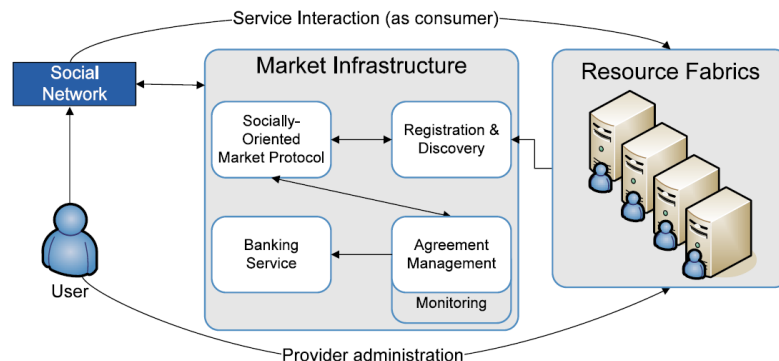 Service Interaction (as consumer)
Social
Network
Market Infrastructure
Resource Fabrics
Socially-
Oriented
Market Protocol
Registration &
Discovery
Banking
Service
Agreement
Management
Monitoring
User
Provider administration